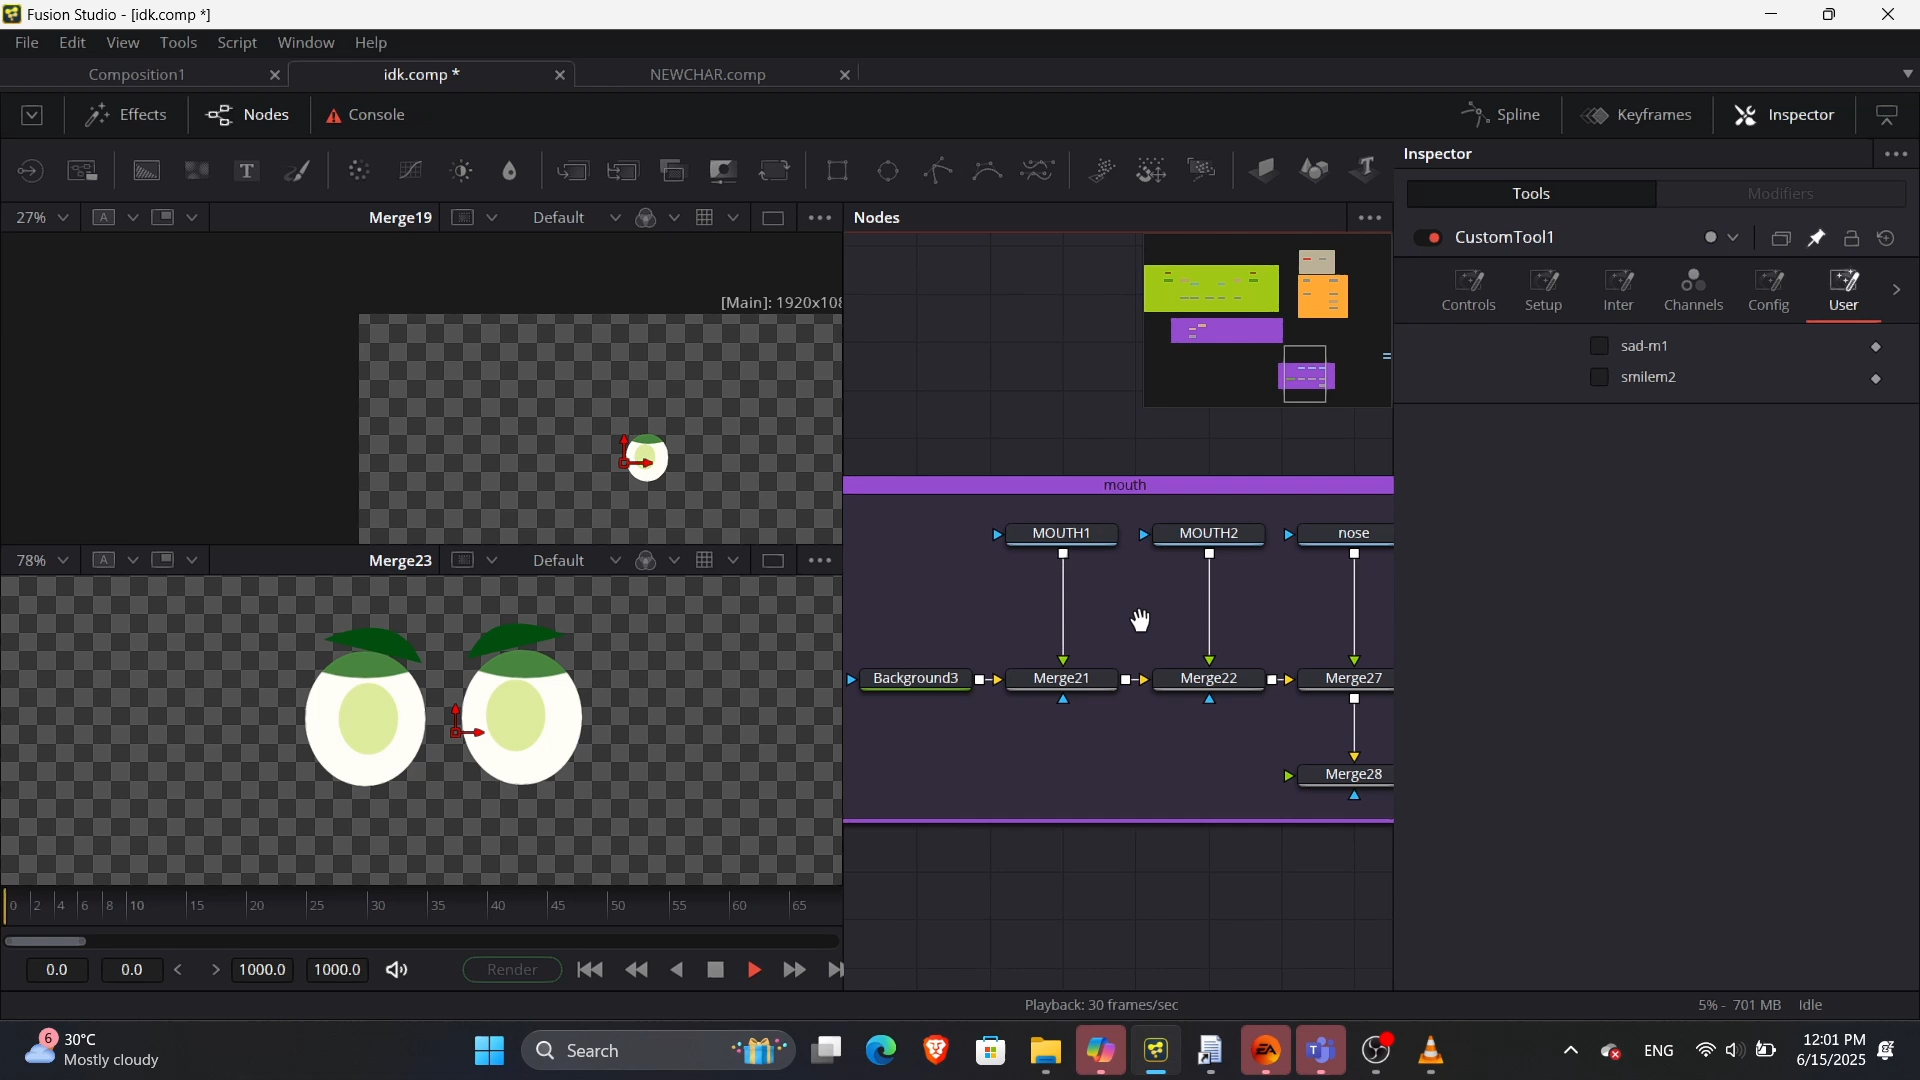 Fusion Studio - [idk.comp *]
File Edit View Tools Script Window Help
Composition1 idk.comp * NEWCHAR.comp
Effects Nodes Console Spline Keyframes Inspector
Inspector
Tools Modifiers
27% A Merge19 Default
Nodes
CustomTool1
Controls Setup Inter Channels Config User
[Main]: 1920x108
sad-m1
smilem2
mouth
MOUTH1 MOUTH2 nose
78% A Merge23 Default
Background3 Merge21 Merge22 Merge27
Merge28
0 2 4 6 8 10 15 20 25 30 35 40 45 50 55 60 65
0.0 0.0 1000.0 1000.0 Render
Playback: 30 frames/sec 5% - 701 MB Idle
6 30°C
Mostly cloudy
Search
ENG
12:01 PM
6/15/2025